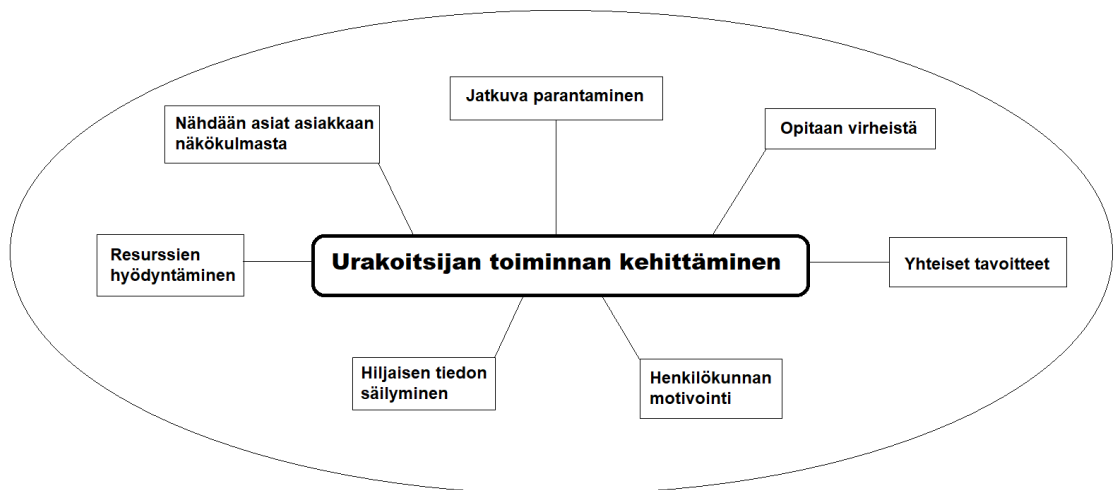 Jatkuva parantaminen
Nähdään asiat asiakkaan
näkökulmasta
Opitaan virheistä
Resurssien
hyödyntäminen
Urakoitsijan toiminnan kehittäminen
Yhteiset tavoitteet
Hiljaisen tiedon
säilyminen
Henkilökunnan
motivointi